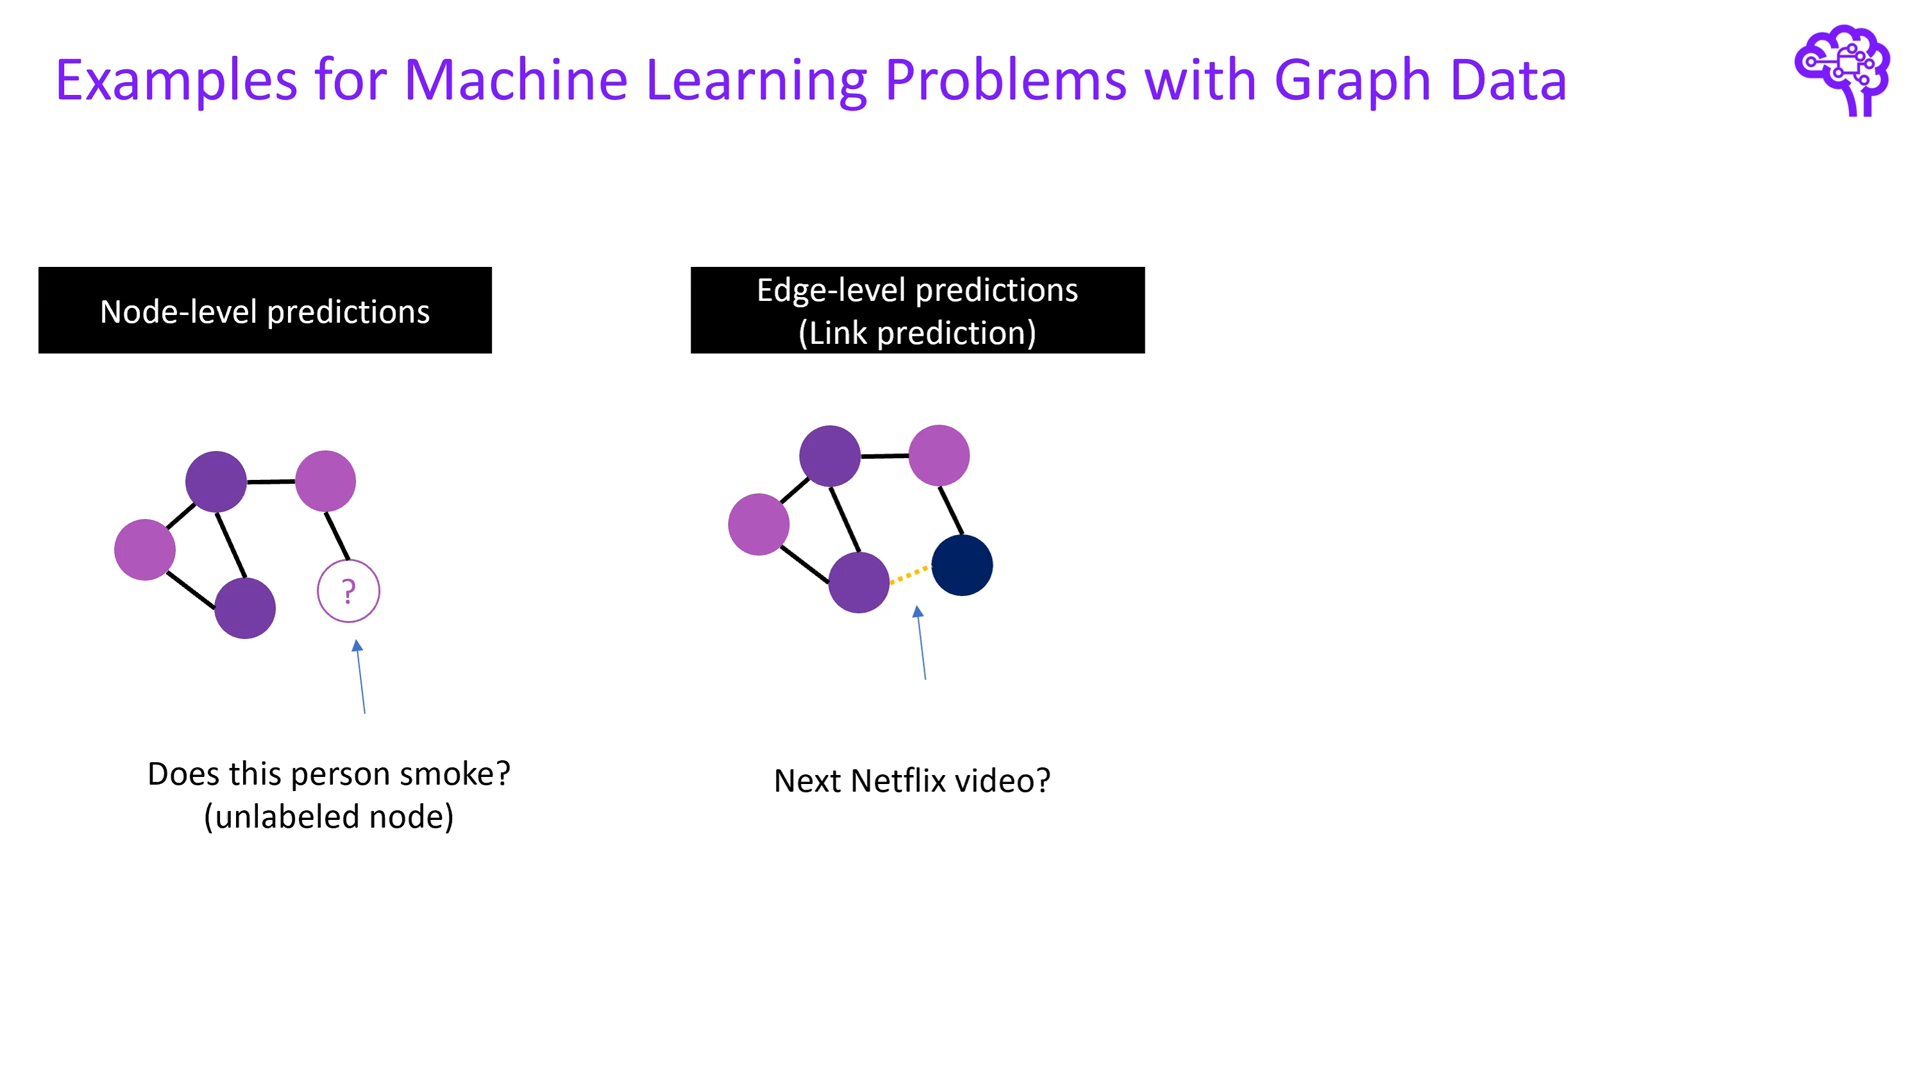 Examples for Machine Learning Problems with Graph Data
Node-level predictions
Edge-level predictions
(Link prediction)
?
Does this person smoke?
(unlabeled node)
Next Netflix video?